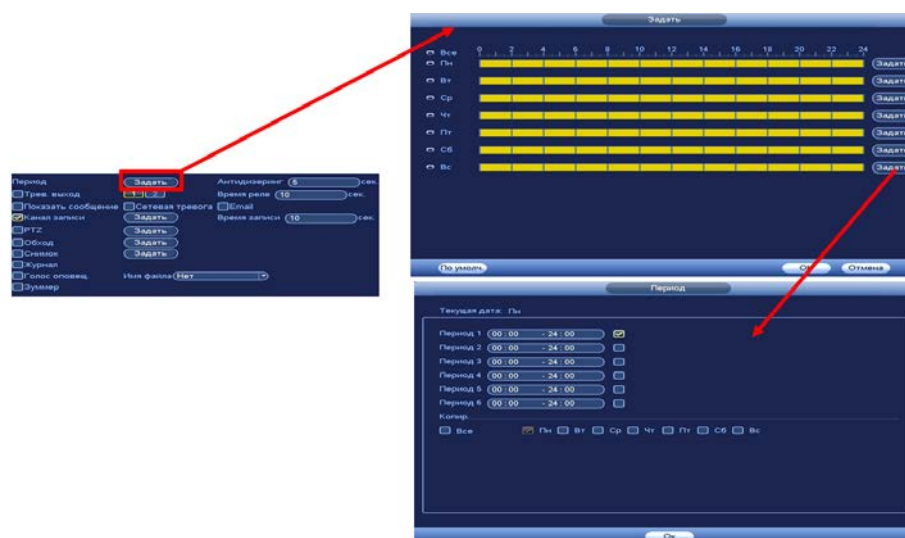 Период Задать Антидизеринг 5 сек.
Трев. выход 1 2 Время реле 10 сек.
Показать сообщение Сетевая тревога Email
Канал записи Задать Время записи 10 сек.
PTZ Задать
Обход Задать
Снимок Задать
Журнал
Голос оповещ. Имя файла Нет
Зуммер
Задать
Все 0 2 4 6 8 10 12 14 16 18 20 22 24
Пн Задать
Вт Задать
Ср Задать
Чт Задать
Пт Задать
Сб Задать
Вс Задать
По умолч. Ок Отмена
Период
Текущая дата: Пн
Период 1 00:00 - 24:00
Период 2 00:00 - 24:00
Период 3 00:00 - 24:00
Период 4 00:00 - 24:00
Период 5 00:00 - 24:00
Период 6 00:00 - 24:00
Копир.
Все Пн Вт Ср Чт Пт Сб Вс
Ок